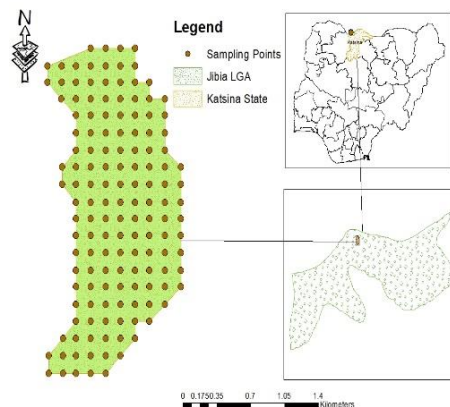 N
Legend
Sampling Points
Jibia LGA
Katsina State
0 0.1750.35 0.7 1.05 1.4
Kilometers